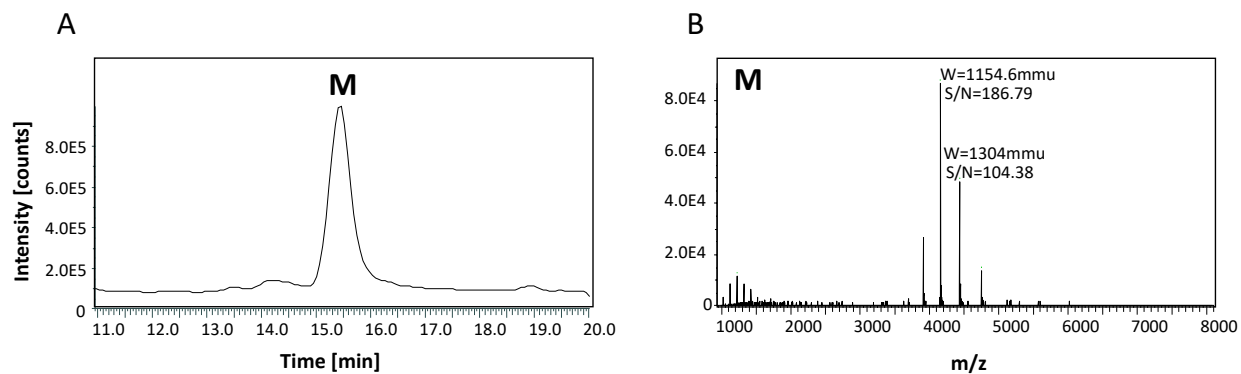 A
M
8.0E5
6.0E5
4.0E5
2.0E5
0
11.0 12.0 13.0 14.0 15.0 16.0 17.0 18.0 19.0 20.0
Intensity [counts]
Time [min]
B
M
W=1154.6mmu
S/N=186.79
W=1304mmu
S/N=104.38
8.0E4
6.0E4
4.0E4
2.0E4
0
1000 2000 3000 4000 5000 6000 7000 8000
m/z